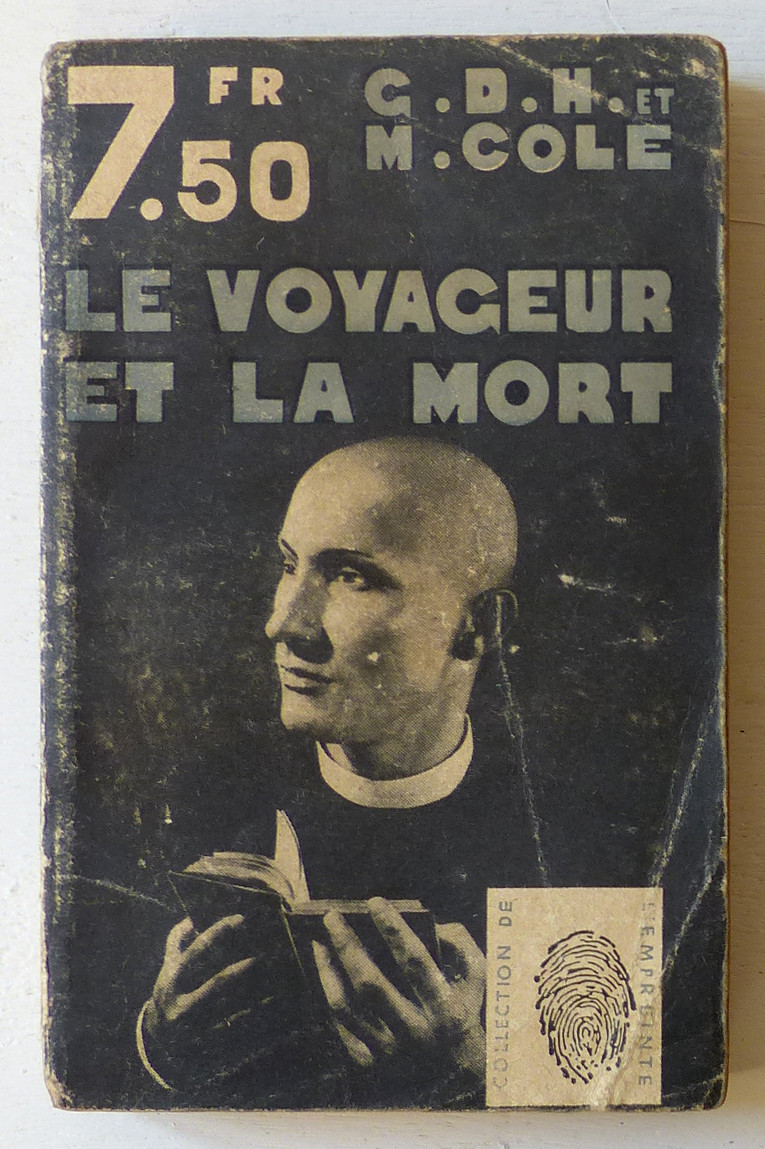 7.50 FR
G.D.H. ET
M.COLE
LE VOYAGEUR
ET LA MORT
COLLECTION DE
L'EMPREINTE